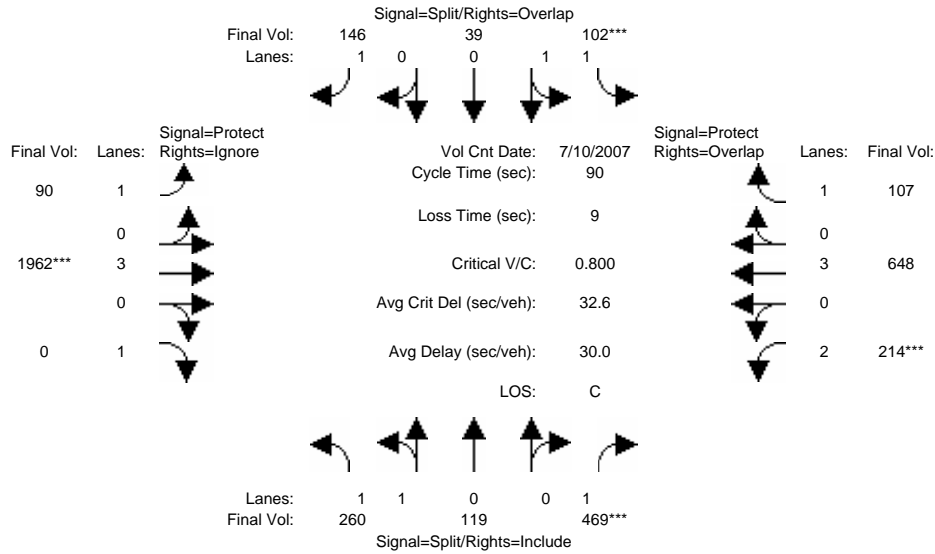 Signal=Split/Rights=Overlap
Final Vol: 146 39 102***
Lanes: 1 0 0 1 1
Signal=Protect Signal=Protect
Final Vol: Lanes: Rights=Ignore Vol Cnt Date: 7/10/2007 Rights=Overlap Lanes: Final Vol:
Cycle Time (sec): 90
90 1 1 107
Loss Time (sec): 9
0 0
1962*** 3 Critical V/C: 0.800 3 648
0 Avg Crit Del (sec/veh): 32.6 0
0 1 Avg Delay (sec/veh): 30.0 2 214***
LOS: C
Lanes: 1 1 0 0 1
Final Vol: 260 119 469***
Signal=Split/Rights=Include